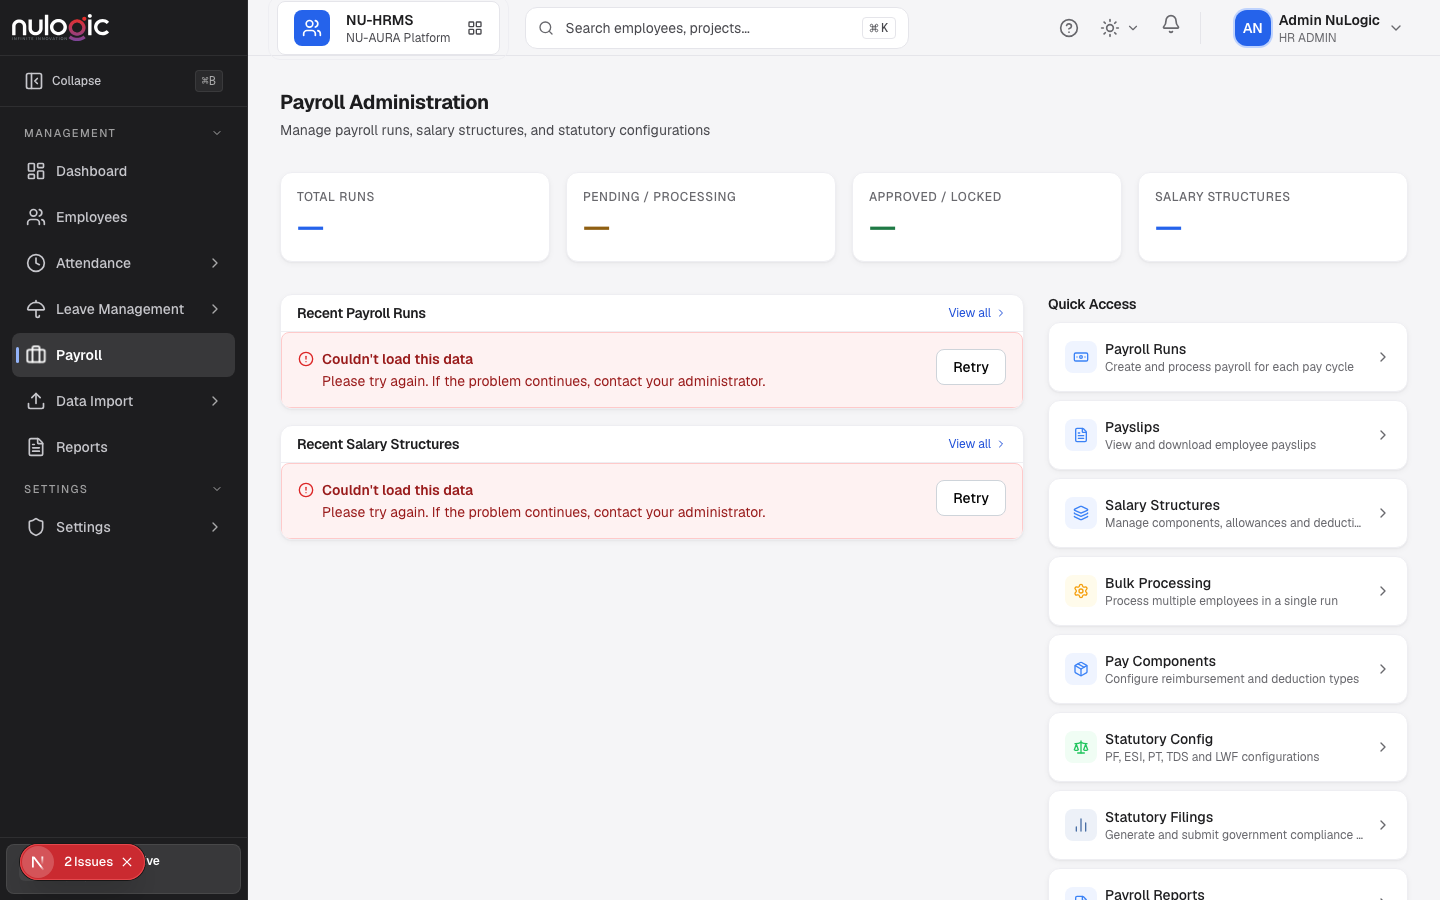 nulogic
NU-HRMS
NU-AURA Platform
Search employees, projects...
⌘K
AN
Admin NuLogic
HR ADMIN
Collapse
⌘B
MANAGEMENT
Dashboard
Employees
Attendance
Leave Management
Payroll
Data Import
Reports
SETTINGS
Settings
N
2 Issues
ve
Payroll Administration
Manage payroll runs, salary structures, and statutory configurations
TOTAL RUNS
—
PENDING / PROCESSING
—
APPROVED / LOCKED
—
SALARY STRUCTURES
—
Recent Payroll Runs
View all
Couldn't load this data
Please try again. If the problem continues, contact your administrator.
Retry
Recent Salary Structures
View all
Couldn't load this data
Please try again. If the problem continues, contact your administrator.
Retry
Quick Access
Payroll Runs
Create and process payroll for each pay cycle
Payslips
View and download employee payslips
Salary Structures
Manage components, allowances and deducti...
Bulk Processing
Process multiple employees in a single run
Pay Components
Configure reimbursement and deduction types
Statutory Config
PF, ESI, PT, TDS and LWF configurations
Statutory Filings
Generate and submit government compliance ...
Payroll Reports